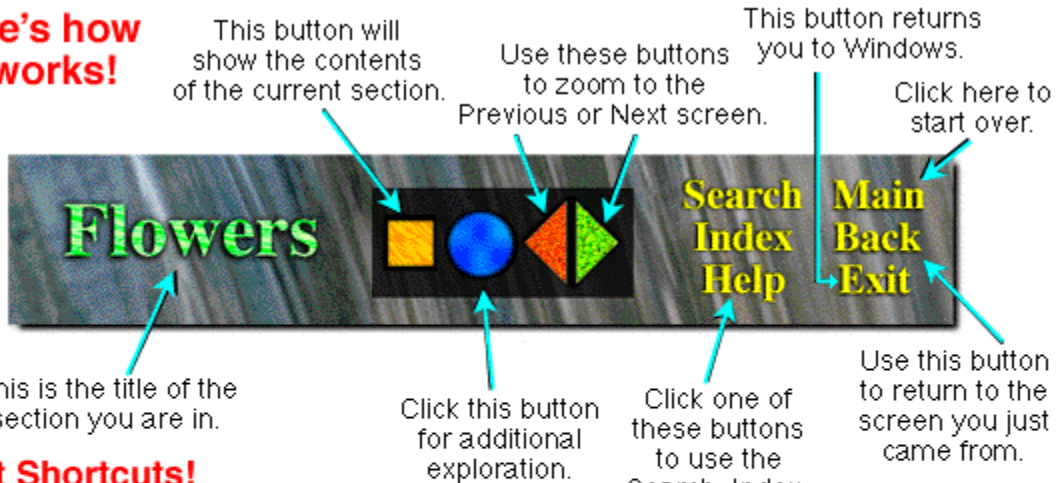 e's how
works!
This button will
show the contents
of the current section.
Use these buttons
to zoom to the
Previous or Next screen.
This button returns
you to Windows.
Click here to
start over.
Flowers
Search
Index
Help
Main
Back
Exit
his is the title of the
section you are in.
Click this button
for additional
exploration.
Click one of
these buttons
to use the
Search, Index
Use this button
to return to the
screen you just
came from.
t Shortcuts!